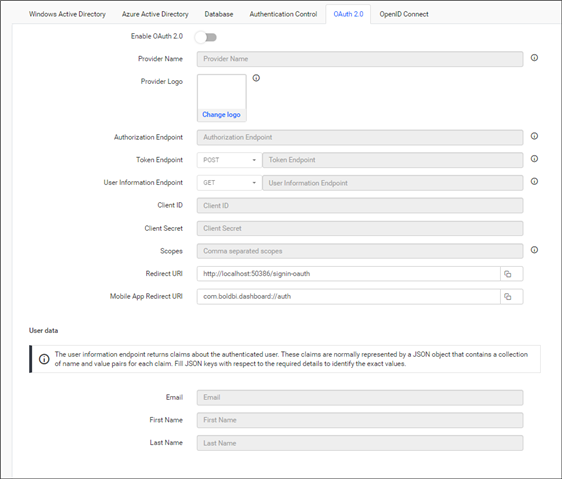 Windows Active Directory Azure Active Directory Database Authentication Control OAuth 2.0 OpenID Connect
Enable OAuth 2.0
Provider Name Provider Name
Provider Logo
Change logo
Authorization Endpoint Authorization Endpoint
Token Endpoint POST Token Endpoint
User Information Endpoint GET User Information Endpoint
Client ID Client ID
Client Secret Client Secret
Scopes Comma separated scopes
Redirect URI http://localhost:50386/signin-oauth
Mobile App Redirect URI com.boldbi.dashboard://auth
User data
The user information endpoint returns claims about the authenticated user. These claims are normally represented by a JSON object that contains a collection
of name and value pairs for each claim. Fill JSON keys with respect to the required details to identify the exact values.
Email Email
First Name First Name
Last Name Last Name